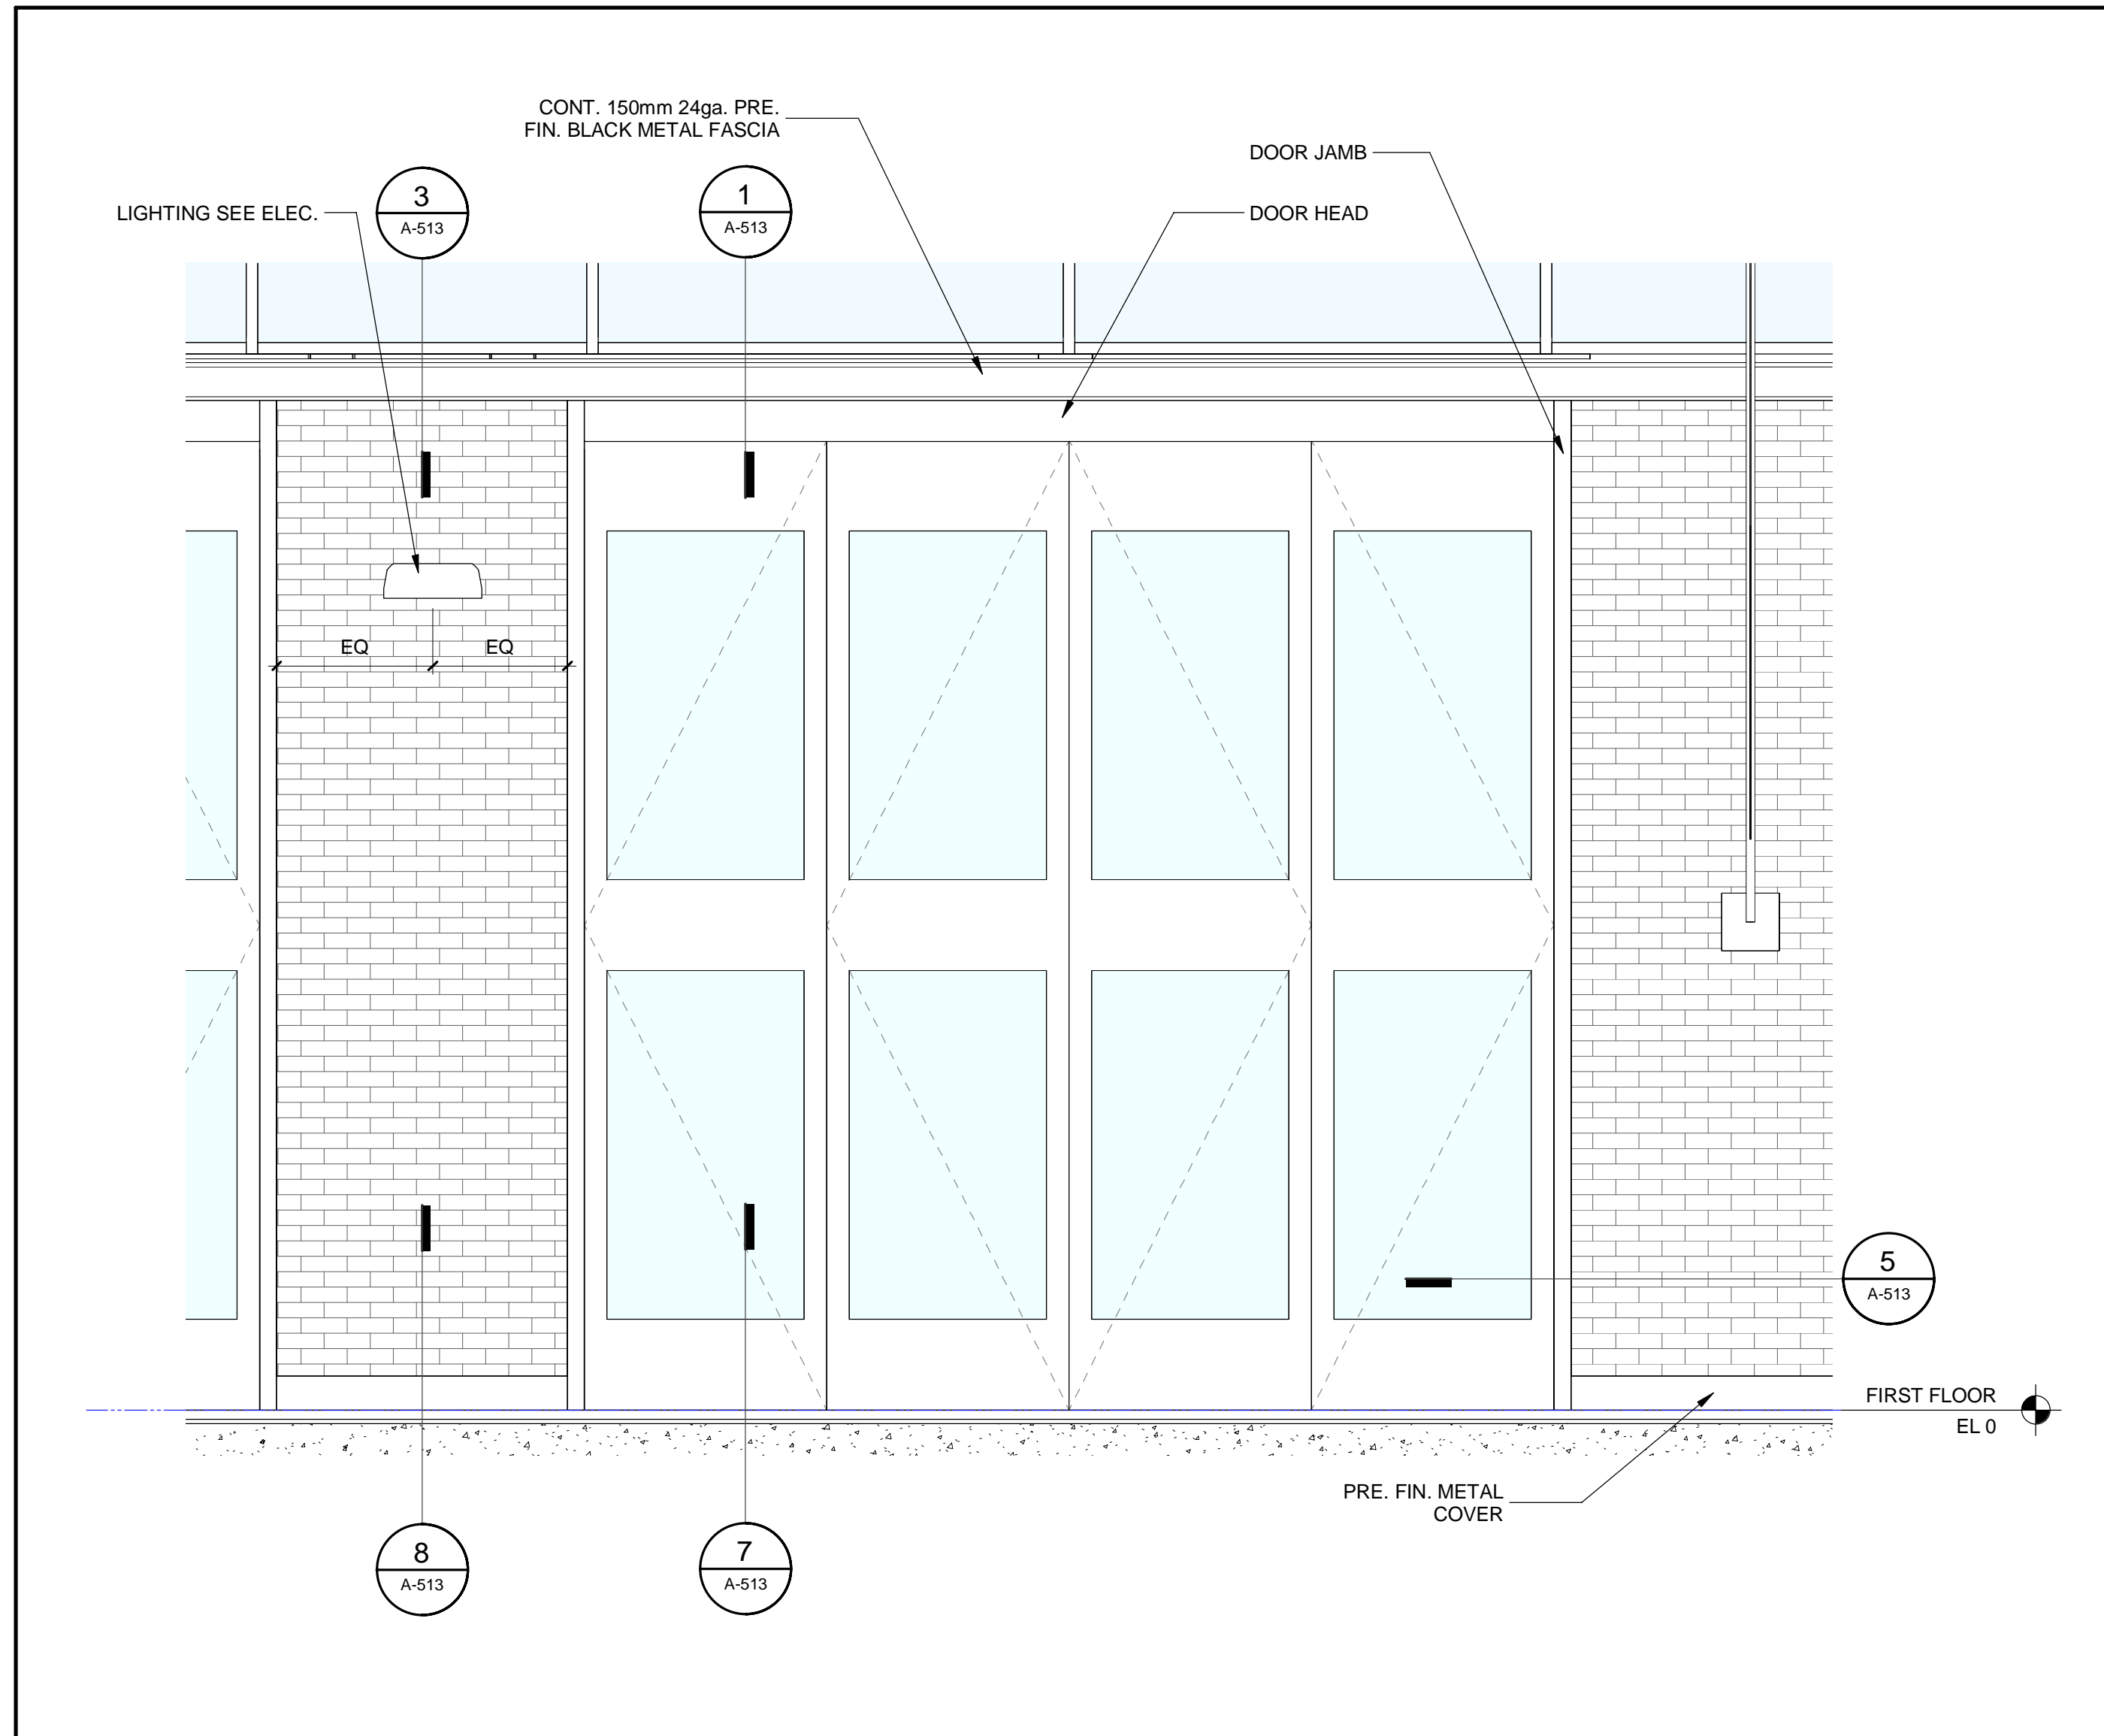 CONT. 150mm 24ga. PRE.
FIN. BLACK METAL FASCIA
DOOR JAMB
3
A-513
1
A-513
LIGHTING SEE ELEC.
DOOR HEAD
EQ
EQ
5
A-513
FIRST FLOOR
EL 0
PRE. FIN. METAL
COVER
8
A-513
7
A-513